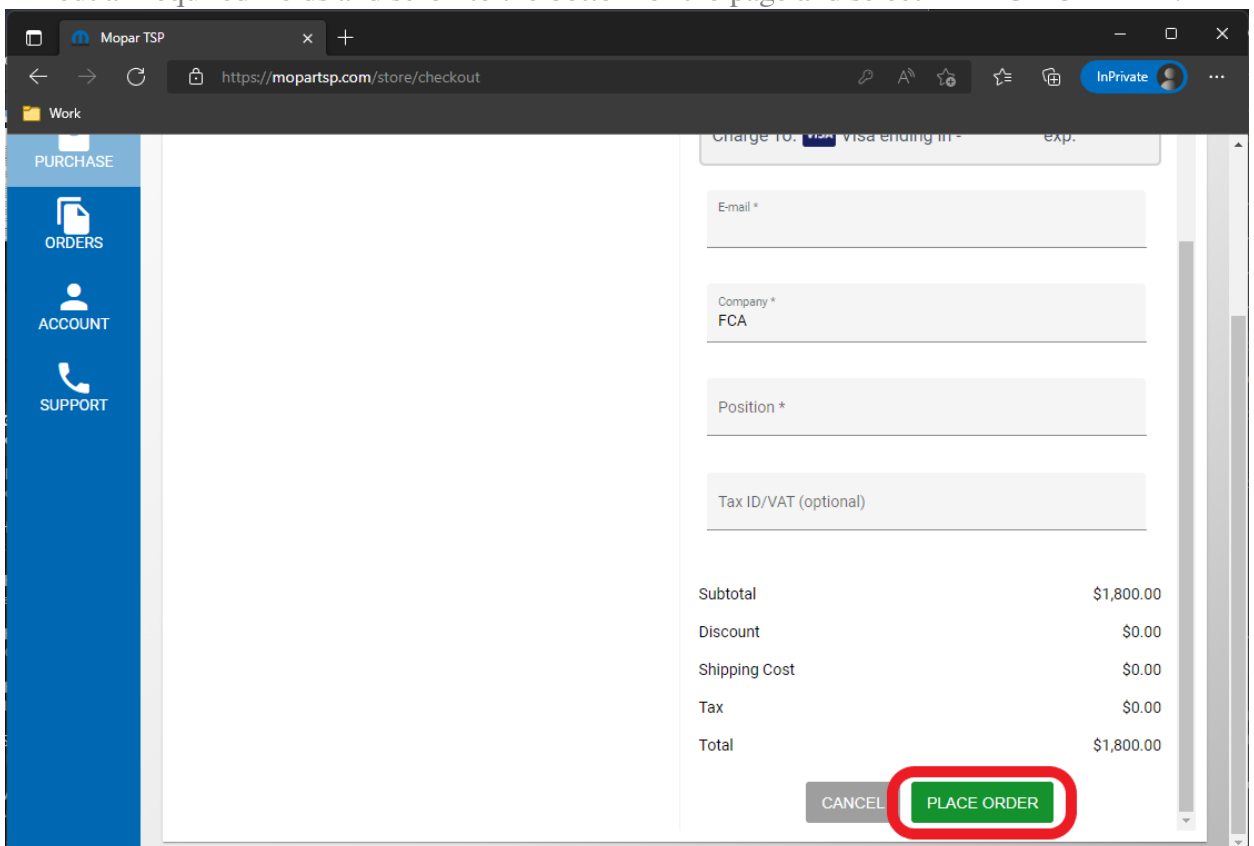 Mopar TSP
https://mopartsp.com/store/checkout
InPrivate
Work
PURCHASE
ORDERS
ACCOUNT
SUPPORT
Charge To: VISA Visa ending in - exp.
E-mail *
Company *
FCA
Position *
Tax ID/VAT (optional)
Subtotal $1,800.00
Discount $0.00
Shipping Cost $0.00
Tax $0.00
Total $1,800.00
CANCEL PLACE ORDER